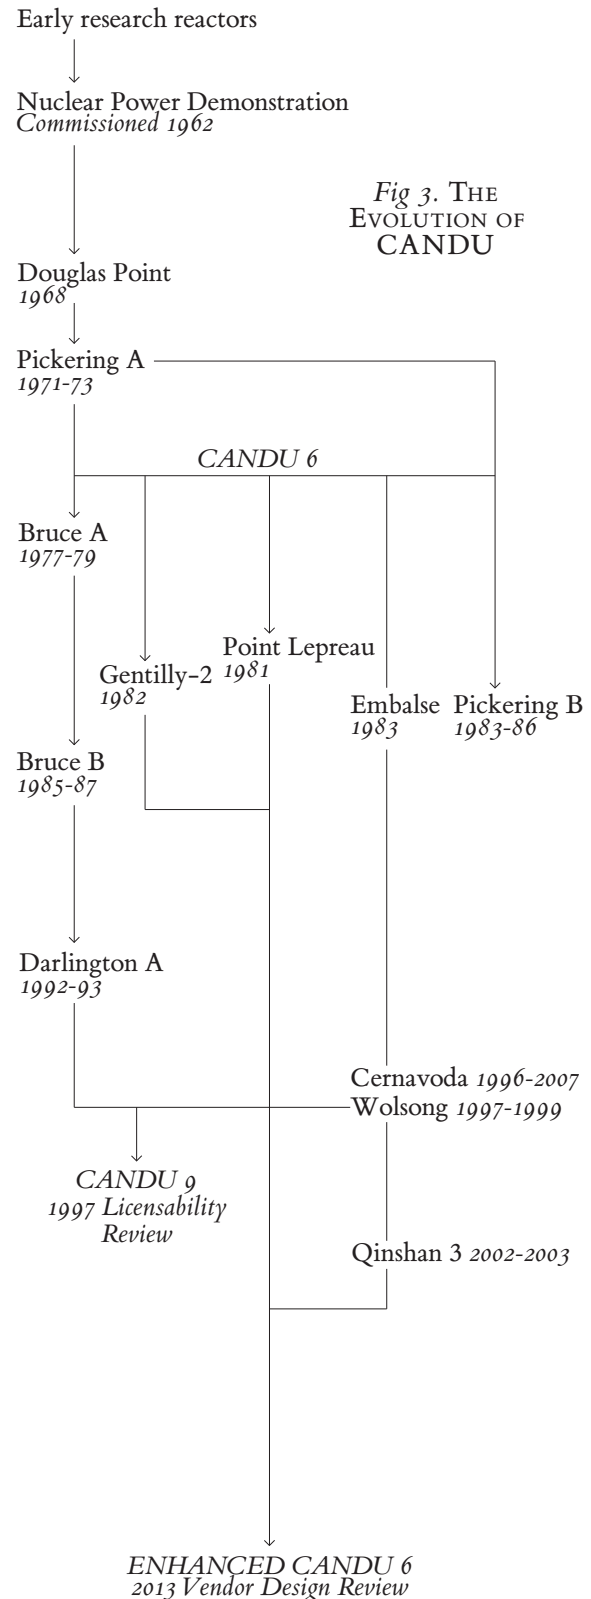 Early research reactors
Nuclear Power Demonstration
Commissioned 1962
Fig 3. THE
EVOLUTION OF
CANDU
Douglas Point
1968
Pickering A
1971-73
CANDU 6
Bruce A
1977-79
Point Lepreau
1981
Gentilly-2
1982
Embalse
1983
Pickering B
1983-86
Bruce B
1985-87
Darlington A
1992-93
Cernavoda 1996-2007
Wolsong 1997-1999
CANDU 9
1997 Licensability
Review
Qinshan 3 2002-2003
ENHANCED CANDU 6
2013 Vendor Design Review